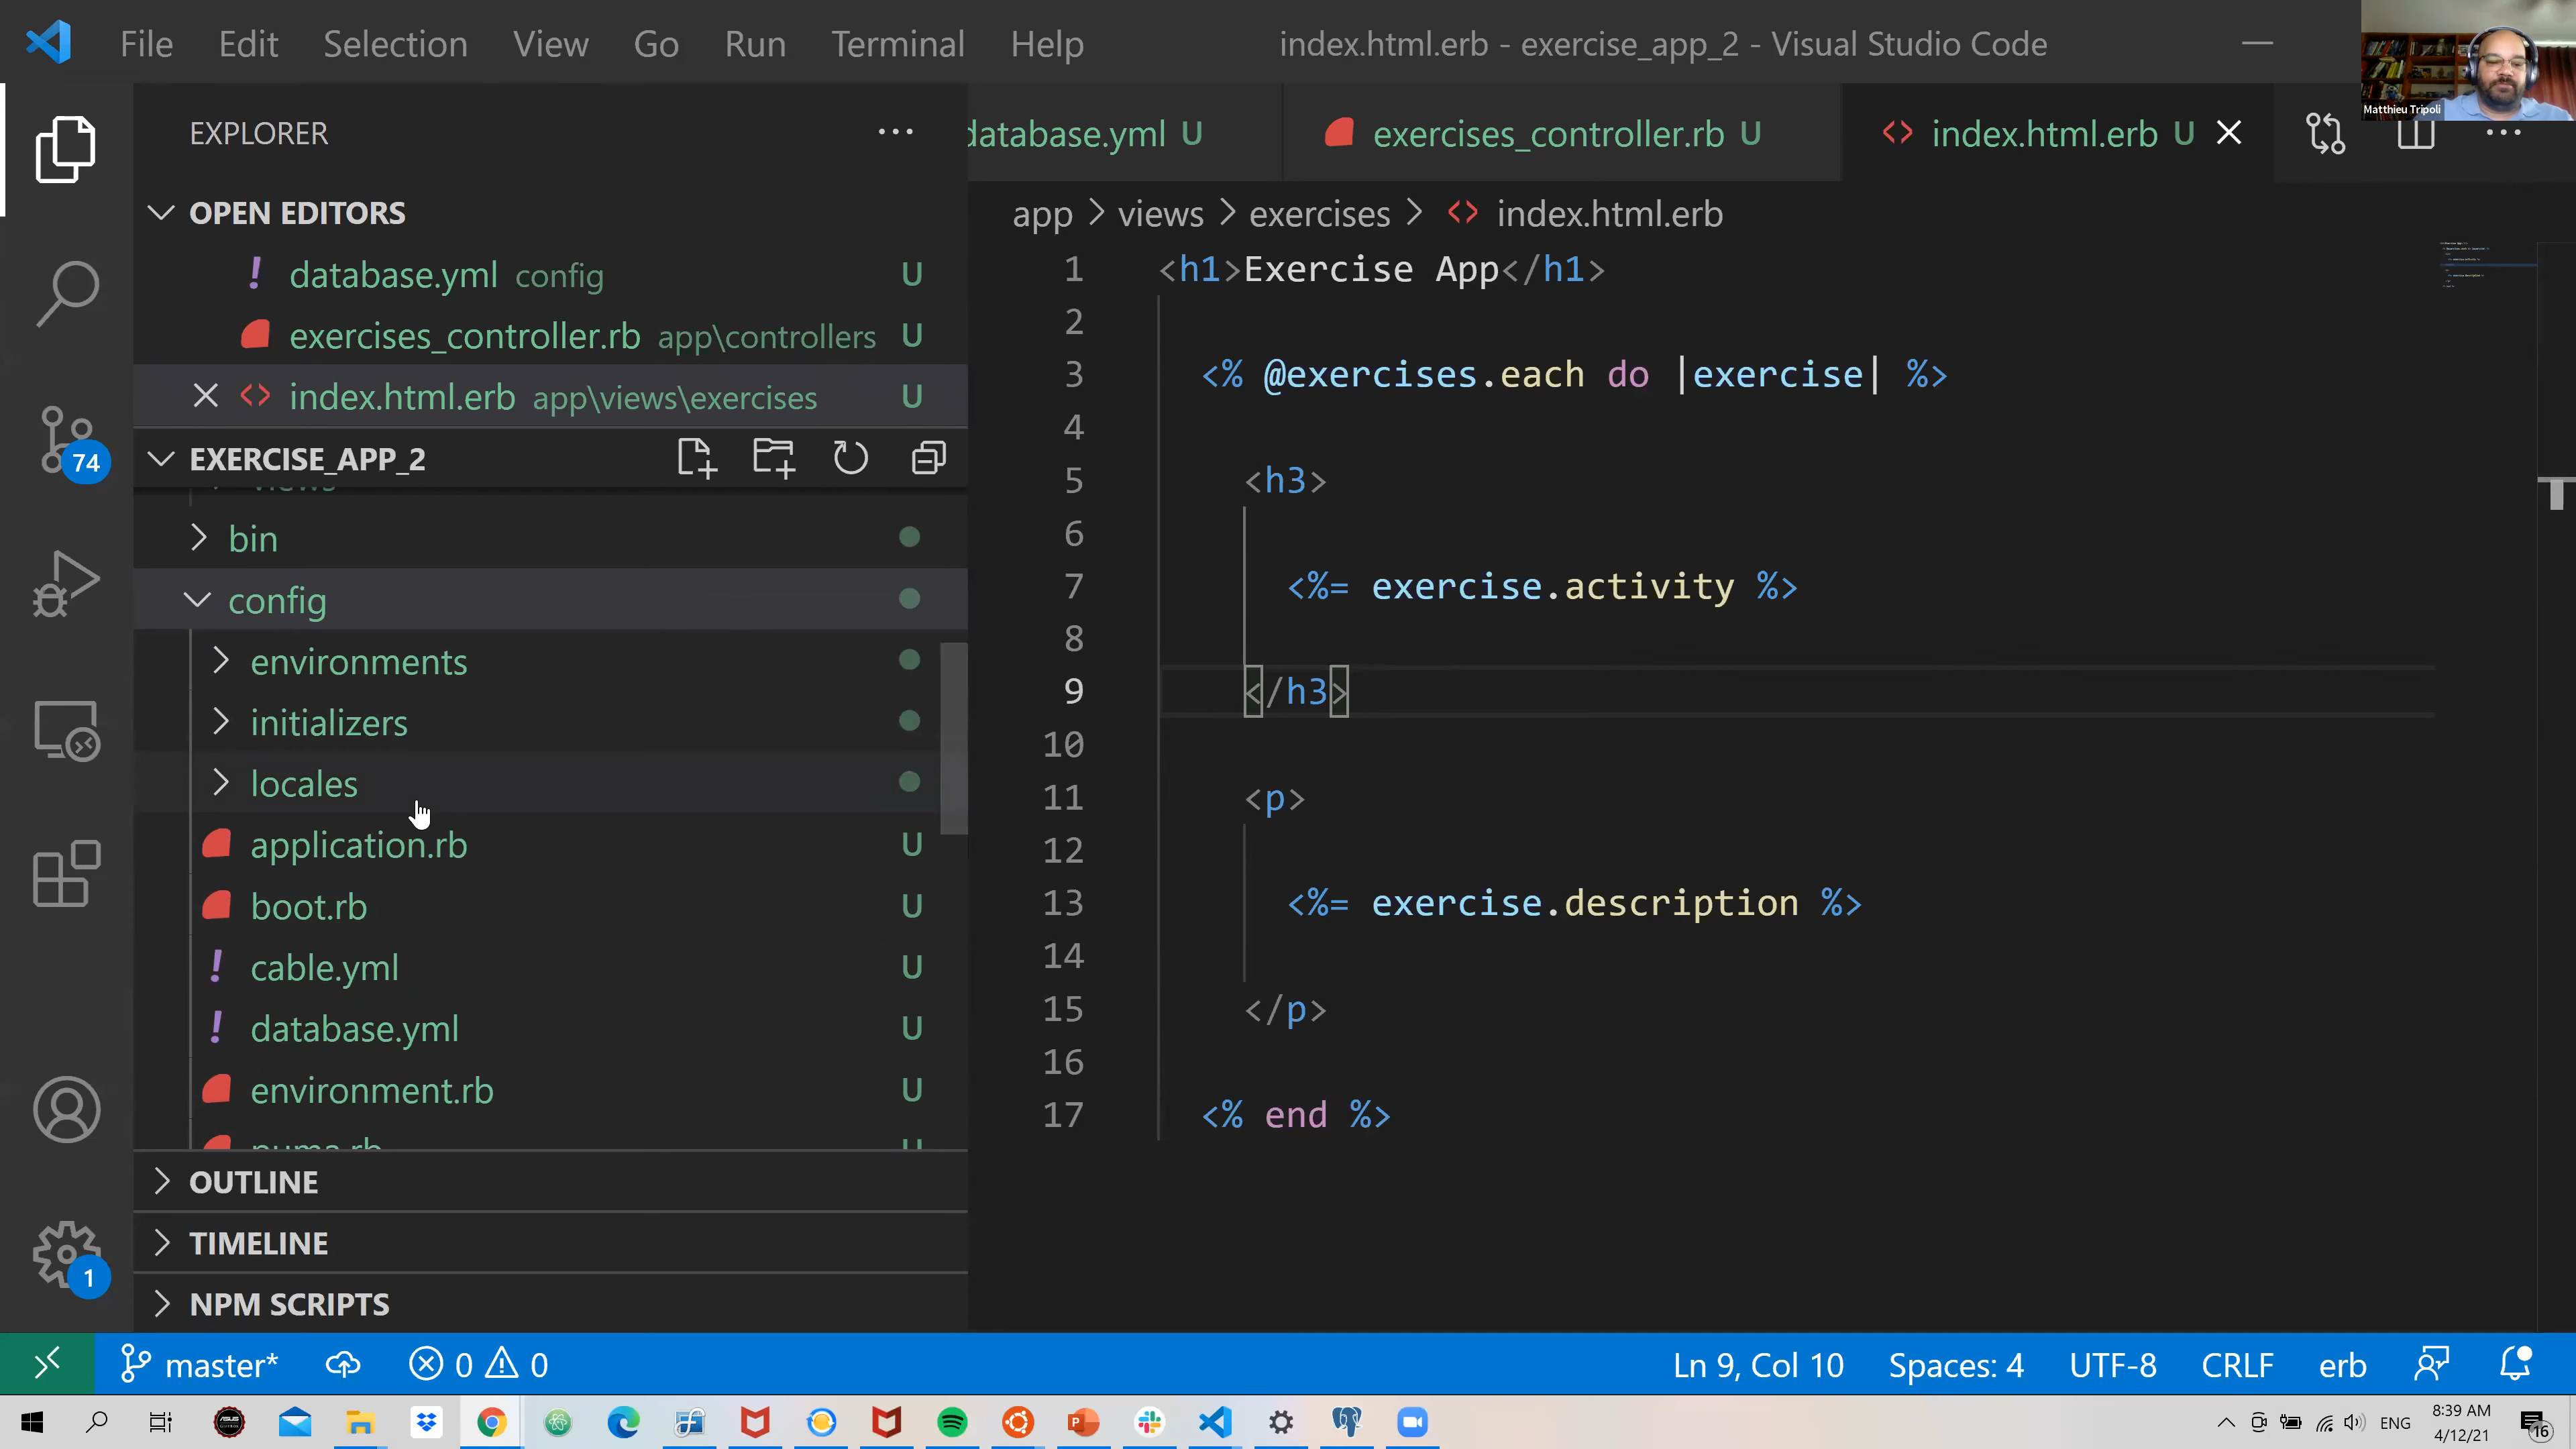 File Edit Selection View Go Run Terminal Help index.html.erb - exercise_app_2 - Visual Studio Code
Matthieu Tripoli
EXPLORER
OPEN EDITORS
database.yml config U
exercises_controller.rb app\controllers U
index.html.erb app\views\exercises U
EXERCISE_APP_2
views
bin
config
environments
initializers
locales
application.rb U
boot.rb U
cable.yml U
database.yml U
environment.rb U
puma.rb U
OUTLINE
TIMELINE
NPM SCRIPTS
74
1
database.yml U exercises_controller.rb U index.html.erb U
app > views > exercises > index.html.erb
1 <h1>Exercise App</h1>
2
3 <% @exercises.each do |exercise| %>
4
5 <h3>
6
7 <%= exercise.activity %>
8
9 </h3>
10
11 <p>
12
13 <%= exercise.description %>
14
15 </p>
16
17 <% end %>
master* 0 0 Ln 9, Col 10 Spaces: 4 UTF-8 CRLF erb
ENG 8:39 AM
4/12/21
16